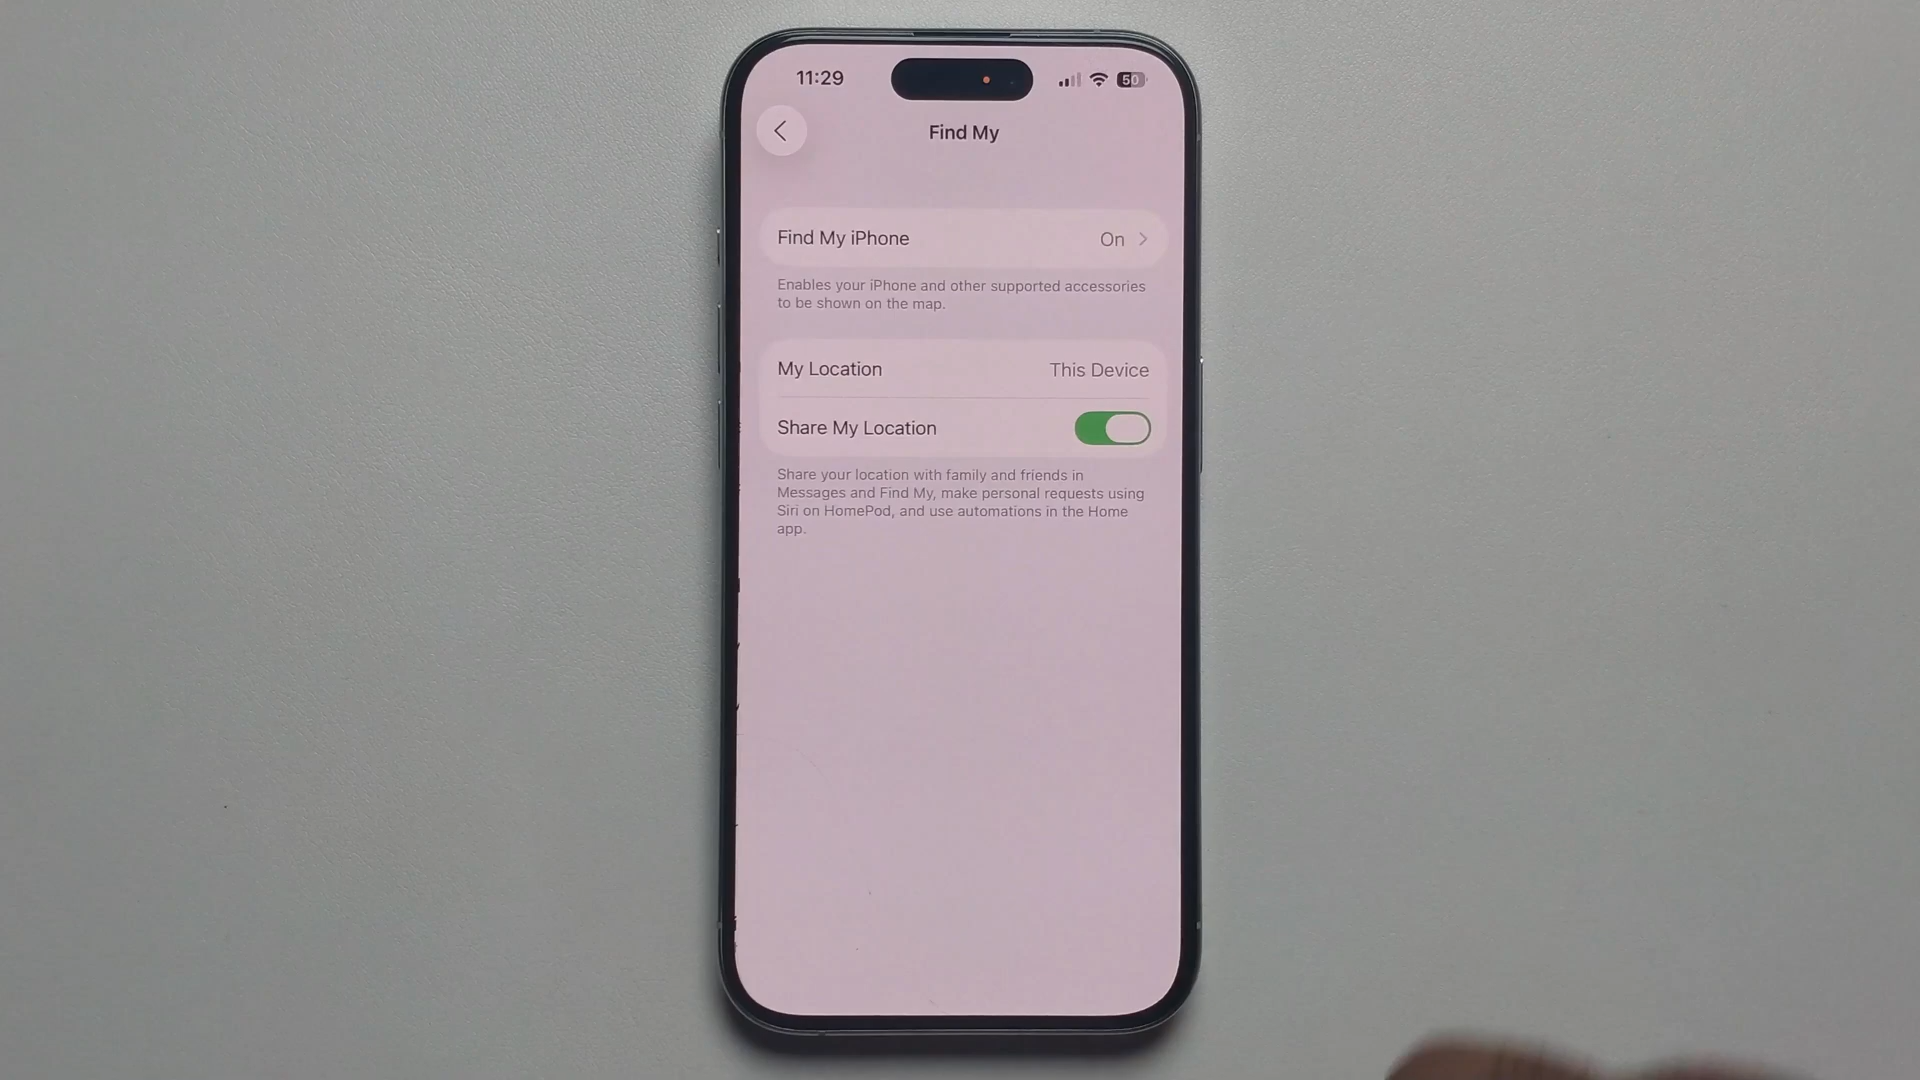 11:29
50
Find My
Find My iPhone On
Enables your iPhone and other supported accessories
to be shown on the map.
My Location This Device
Share My Location
Share your location with family and friends in
Messages and Find My, make personal requests using
Siri on HomePod, and use automations in the Home
app.